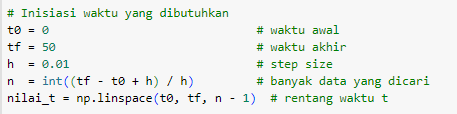 # Inisiasi waktu yang dibutuhkan
t0 = 0 # waktu awal
tf = 50 # waktu akhir
h = 0.01 # step size
n = int((tf - t0 + h) / h) # banyak data yang dicari
nilai_t = np.linspace(t0, tf, n - 1) # rentang waktu t